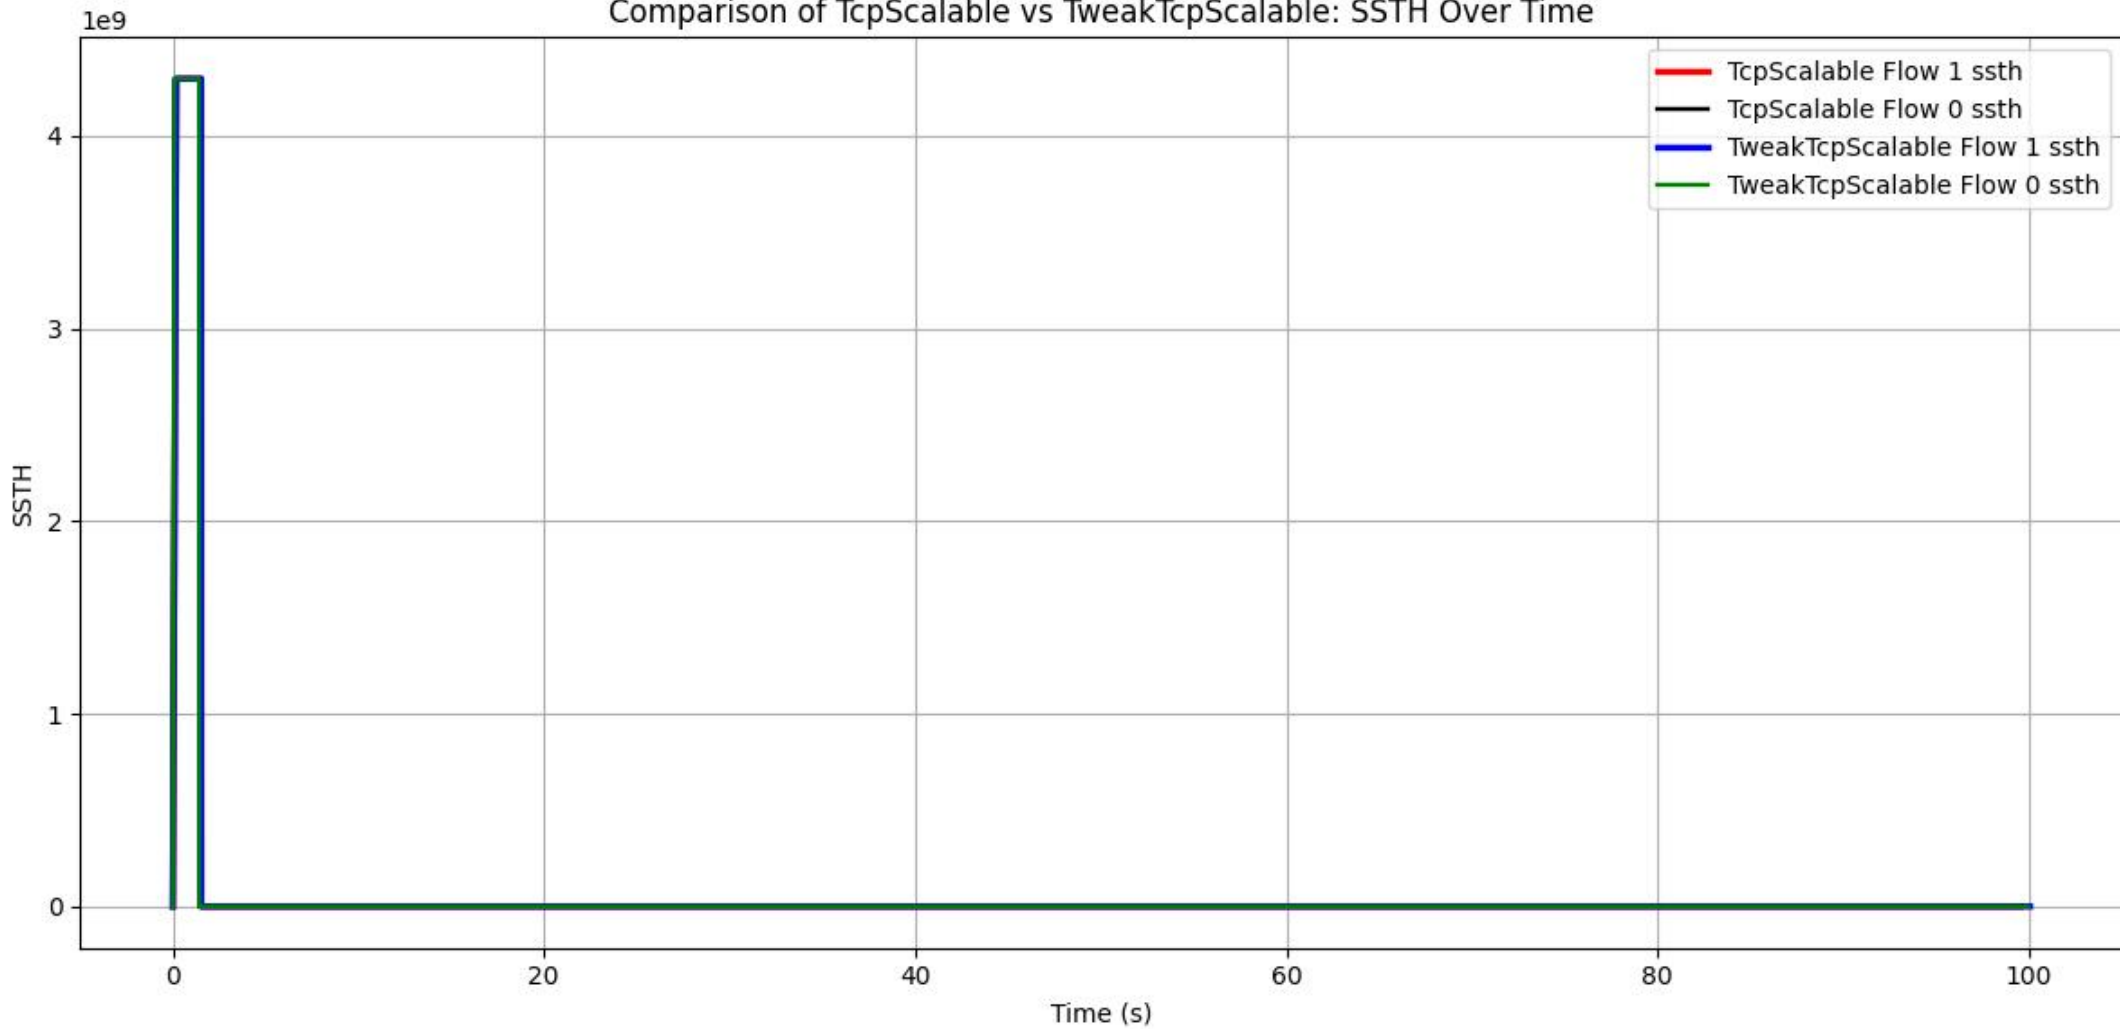 Comparison of TcpScalable vs TweakTcpScalable: SSTH Over Time
1e9
TcpScalable Flow 1 ssth
TcpScalable Flow 0 ssth
TweakTcpScalable Flow 1 ssth
TweakTcpScalable Flow 0 ssth
4
3
2
1
0
SSTH
0 20 40 60 80 100
Time (s)